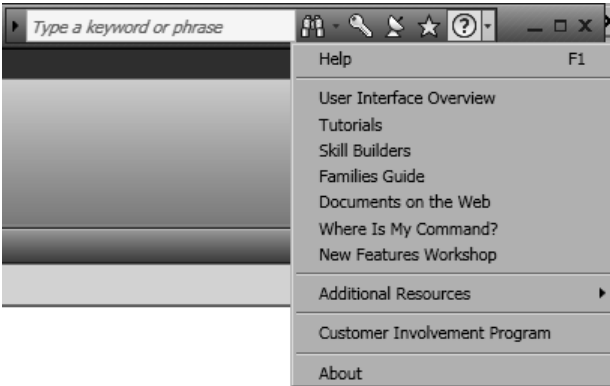 Type a keyword or phrase
Help F1
User Interface Overview
Tutorials
Skill Builders
Families Guide
Documents on the Web
Where Is My Command?
New Features Workshop
Additional Resources
Customer Involvement Program
About